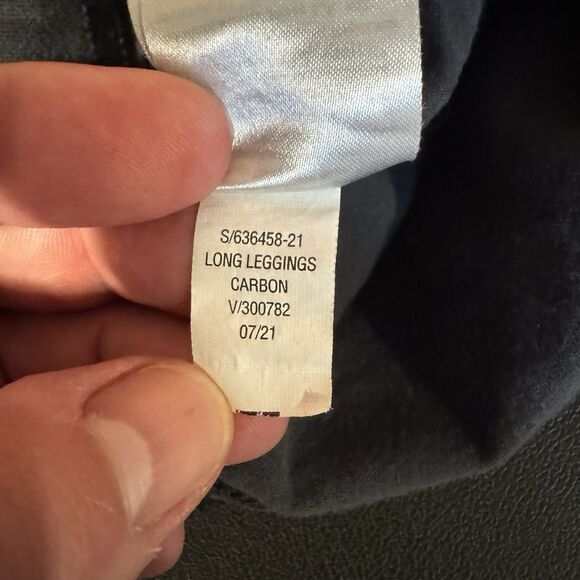 S/636458-21
LONG LEGGINGS
CARBON
V/300782
07/21